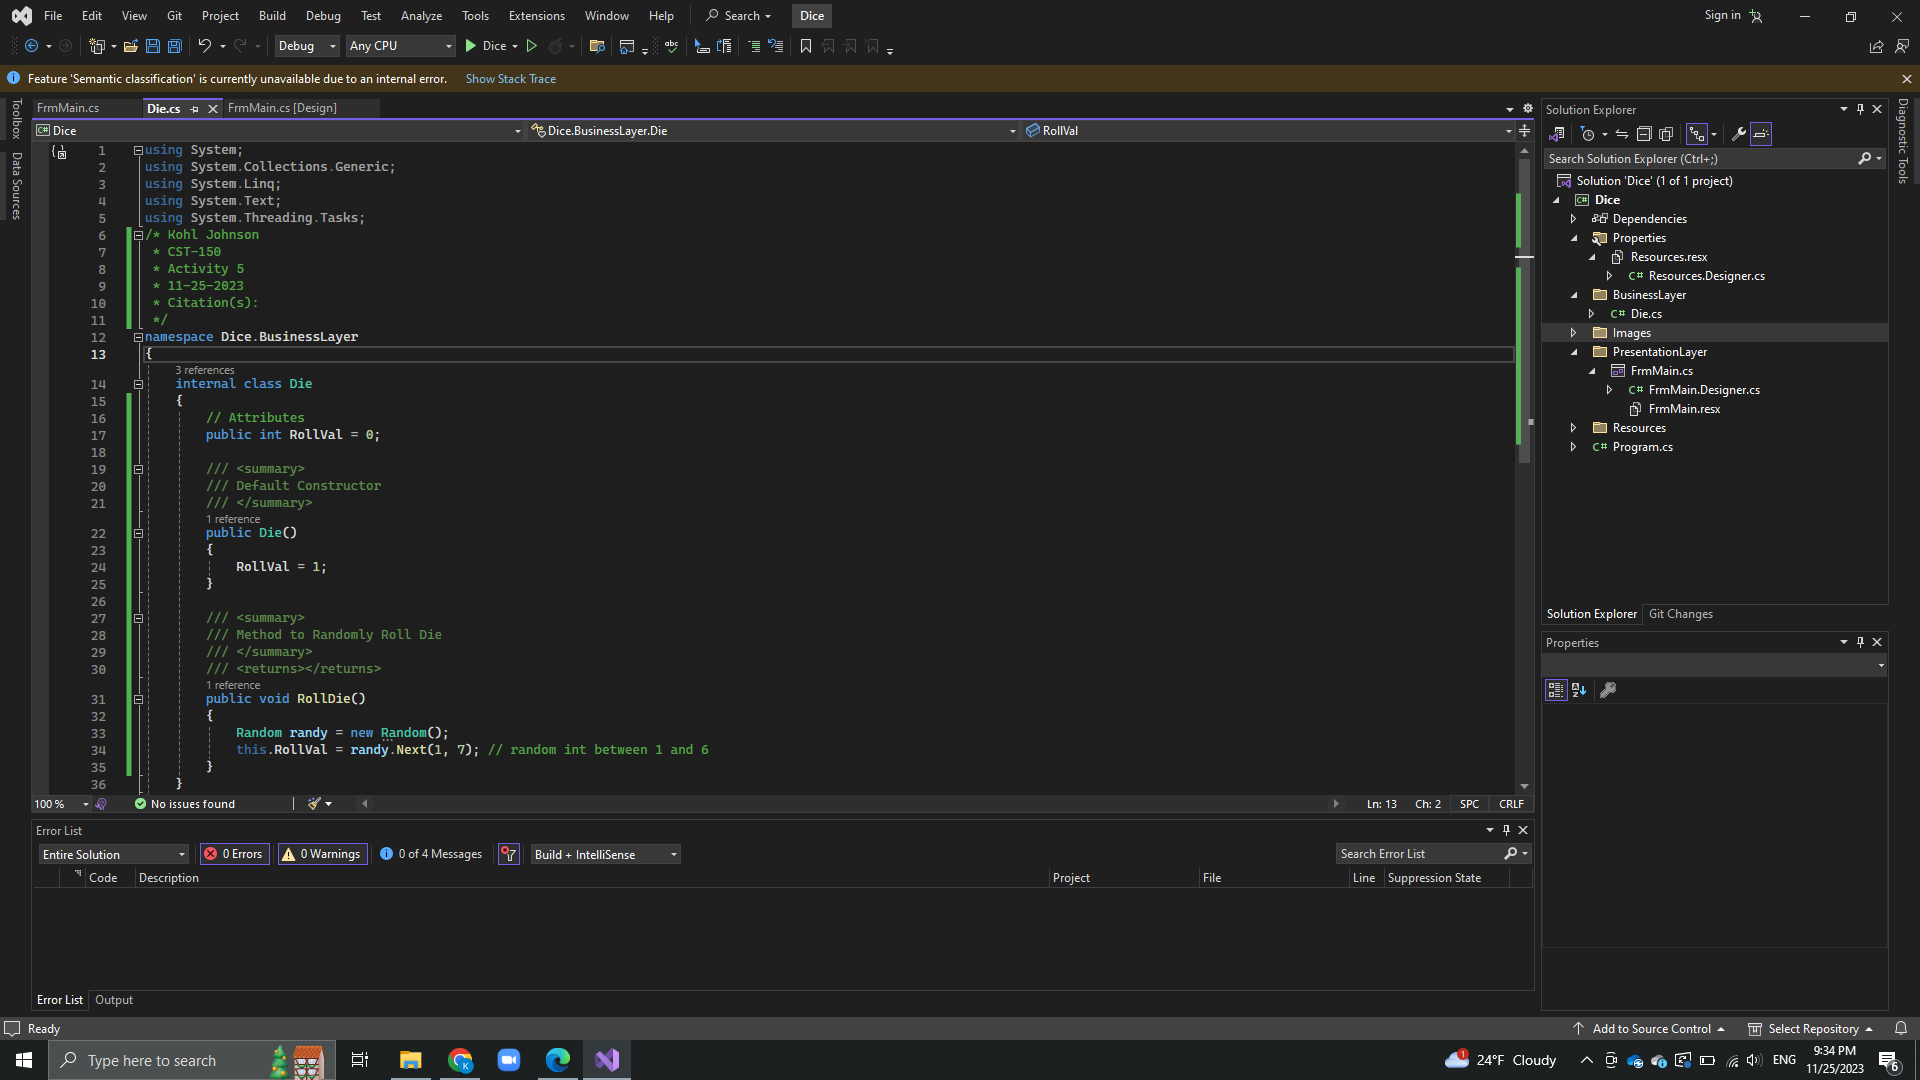 File Edit View Git Project Build Debug Test Analyze Tools Extensions Window Help Search Dice Sign in
Debug Any CPU Dice
Feature 'Semantic classification' is currently unavailable due to an internal error. Show Stack Trace
Toolbox
Data Sources
FrmMain.cs Die.cs FrmMain.cs [Design]
C# Dice Dice.BusinessLayer.Die RollVal
1 using System;
2 using System.Collections.Generic;
3 using System.Linq;
4 using System.Text;
5 using System.Threading.Tasks;
6 /* Kohl Johnson
7 * CST-150
8 * Activity 5
9 * 11-25-2023
10 * Citation(s):
11 */
12 namespace Dice.BusinessLayer
13 {
3 references
14 internal class Die
15 {
16 // Attributes
17 public int RollVal = 0;
18
19 /// <summary>
20 /// Default Constructor
21 /// </summary>
1 reference
22 public Die()
23 {
24 RollVal = 1;
25 }
26
27 /// <summary>
28 /// Method to Randomly Roll Die
29 /// </summary>
30 /// <returns></returns>
1 reference
31 public void RollDie()
32 {
33 Random randy = new Random();
34 this.RollVal = randy.Next(1, 7); // random int between 1 and 6
35 }
36 }
100 % No issues found Ln: 13 Ch: 2 SPC CRLF
Error List
Entire Solution 0 Errors 0 Warnings 0 of 4 Messages Build + IntelliSense Search Error List
Code Description Project File Line Suppression State
Error List Output
Solution Explorer
Search Solution Explorer (Ctrl+;)
Solution 'Dice' (1 of 1 project)
C# Dice
Dependencies
Properties
Resources.resx
C# Resources.Designer.cs
BusinessLayer
C# Die.cs
Images
PresentationLayer
FrmMain.cs
C# FrmMain.Designer.cs
FrmMain.resx
Resources
C# Program.cs
Solution Explorer Git Changes
Properties
Diagnostic Tools
Ready Add to Source Control Select Repository
Type here to search K 1 24°F Cloudy ENG 9:34 PM
11/25/2023 6